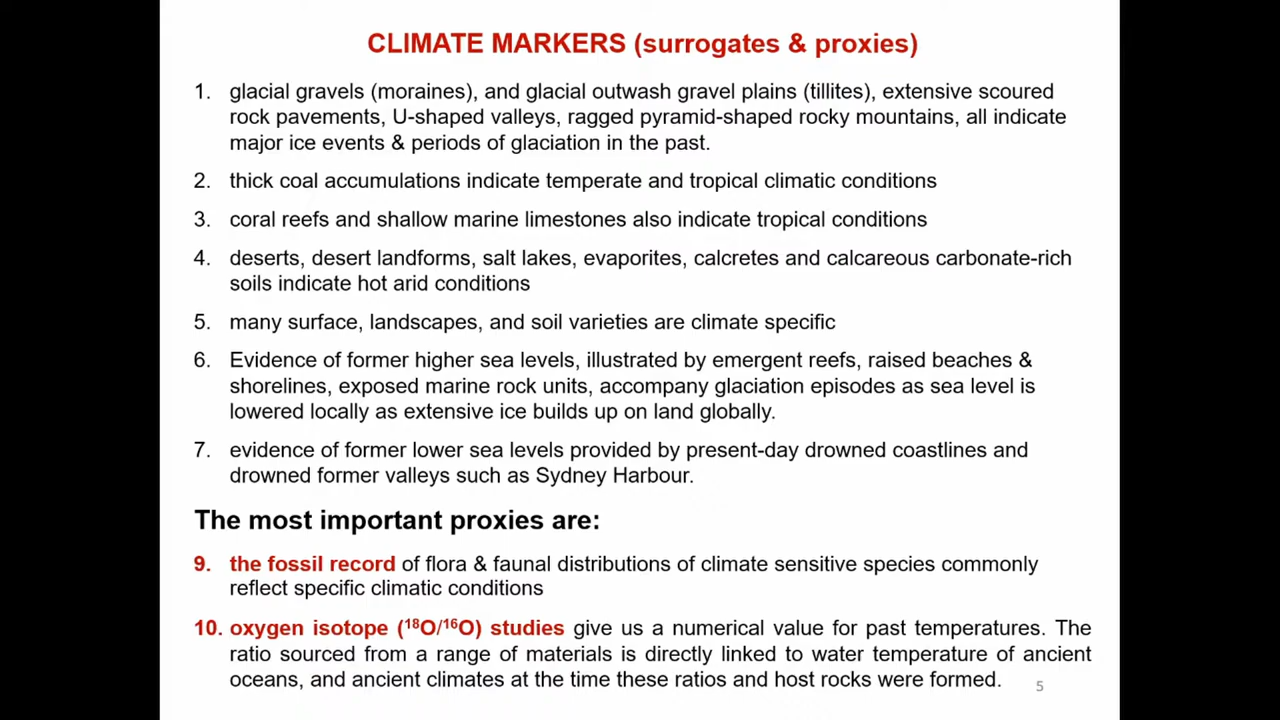 CLIMATE MARKERS (surrogates & proxies)
1. glacial gravels (moraines), and glacial outwash gravel plains (tillites), extensive scoured
rock pavements, U-shaped valleys, ragged pyramid-shaped rocky mountains, all indicate
major ice events & periods of glaciation in the past.
2. thick coal accumulations indicate temperate and tropical climatic conditions
3. coral reefs and shallow marine limestones also indicate tropical conditions
4. deserts, desert landforms, salt lakes, evaporites, calcretes and calcareous carbonate-rich
soils indicate hot arid conditions
5. many surface, landscapes, and soil varieties are climate specific
6. Evidence of former higher sea levels, illustrated by emergent reefs, raised beaches &
shorelines, exposed marine rock units, accompany glaciation episodes as sea level is
lowered locally as extensive ice builds up on land globally.
7. evidence of former lower sea levels provided by present-day drowned coastlines and
drowned former valleys such as Sydney Harbour.
The most important proxies are:
9. the fossil record of flora & faunal distributions of climate sensitive species commonly
reflect specific climatic conditions
10. oxygen isotope (¹⁸O/¹⁶O) studies give us a numerical value for past temperatures. The
ratio sourced from a range of materials is directly linked to water temperature of ancient
oceans, and ancient climates at the time these ratios and host rocks were formed.
5